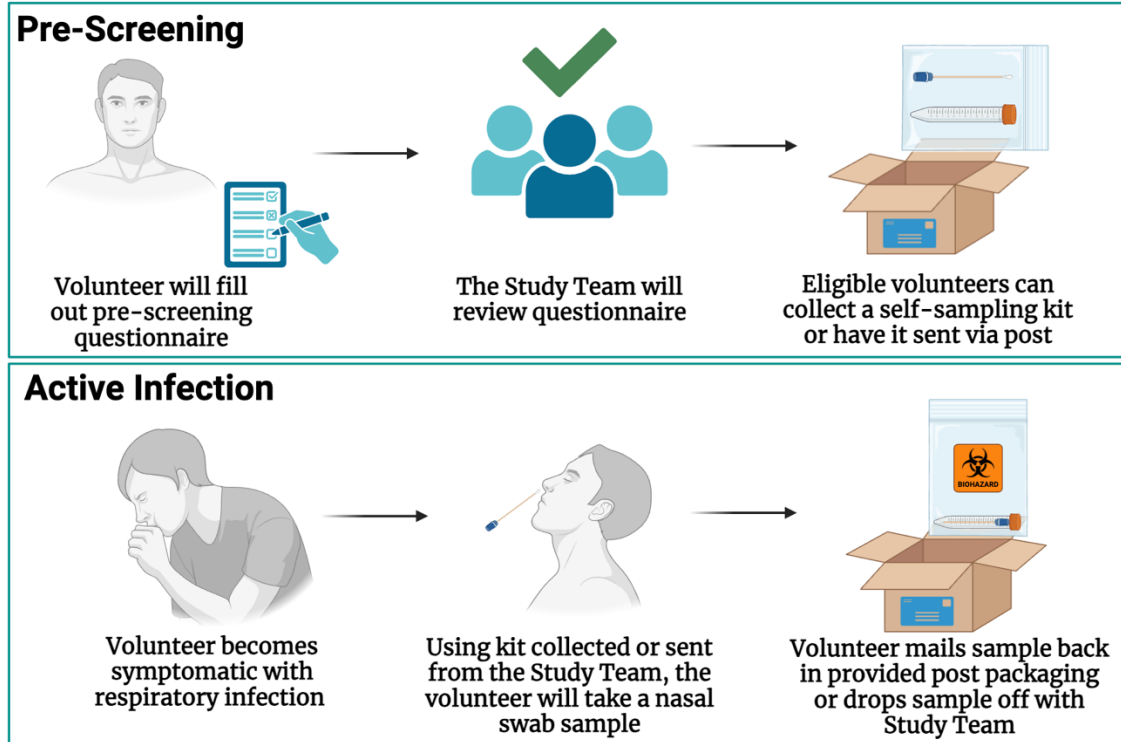 Pre-Screening
Volunteer will fill
out pre-screening
questionnaire
The Study Team will
review questionnaire
Eligible volunteers can
collect a self-sampling kit
or have it sent via post
Active Infection
BIOHAZARD
Volunteer becomes
symptomatic with
respiratory infection
Using kit collected or sent
from the Study Team, the
volunteer will take a nasal
swab sample
Volunteer mails sample back
in provided post packaging
or drops sample off with
Study Team